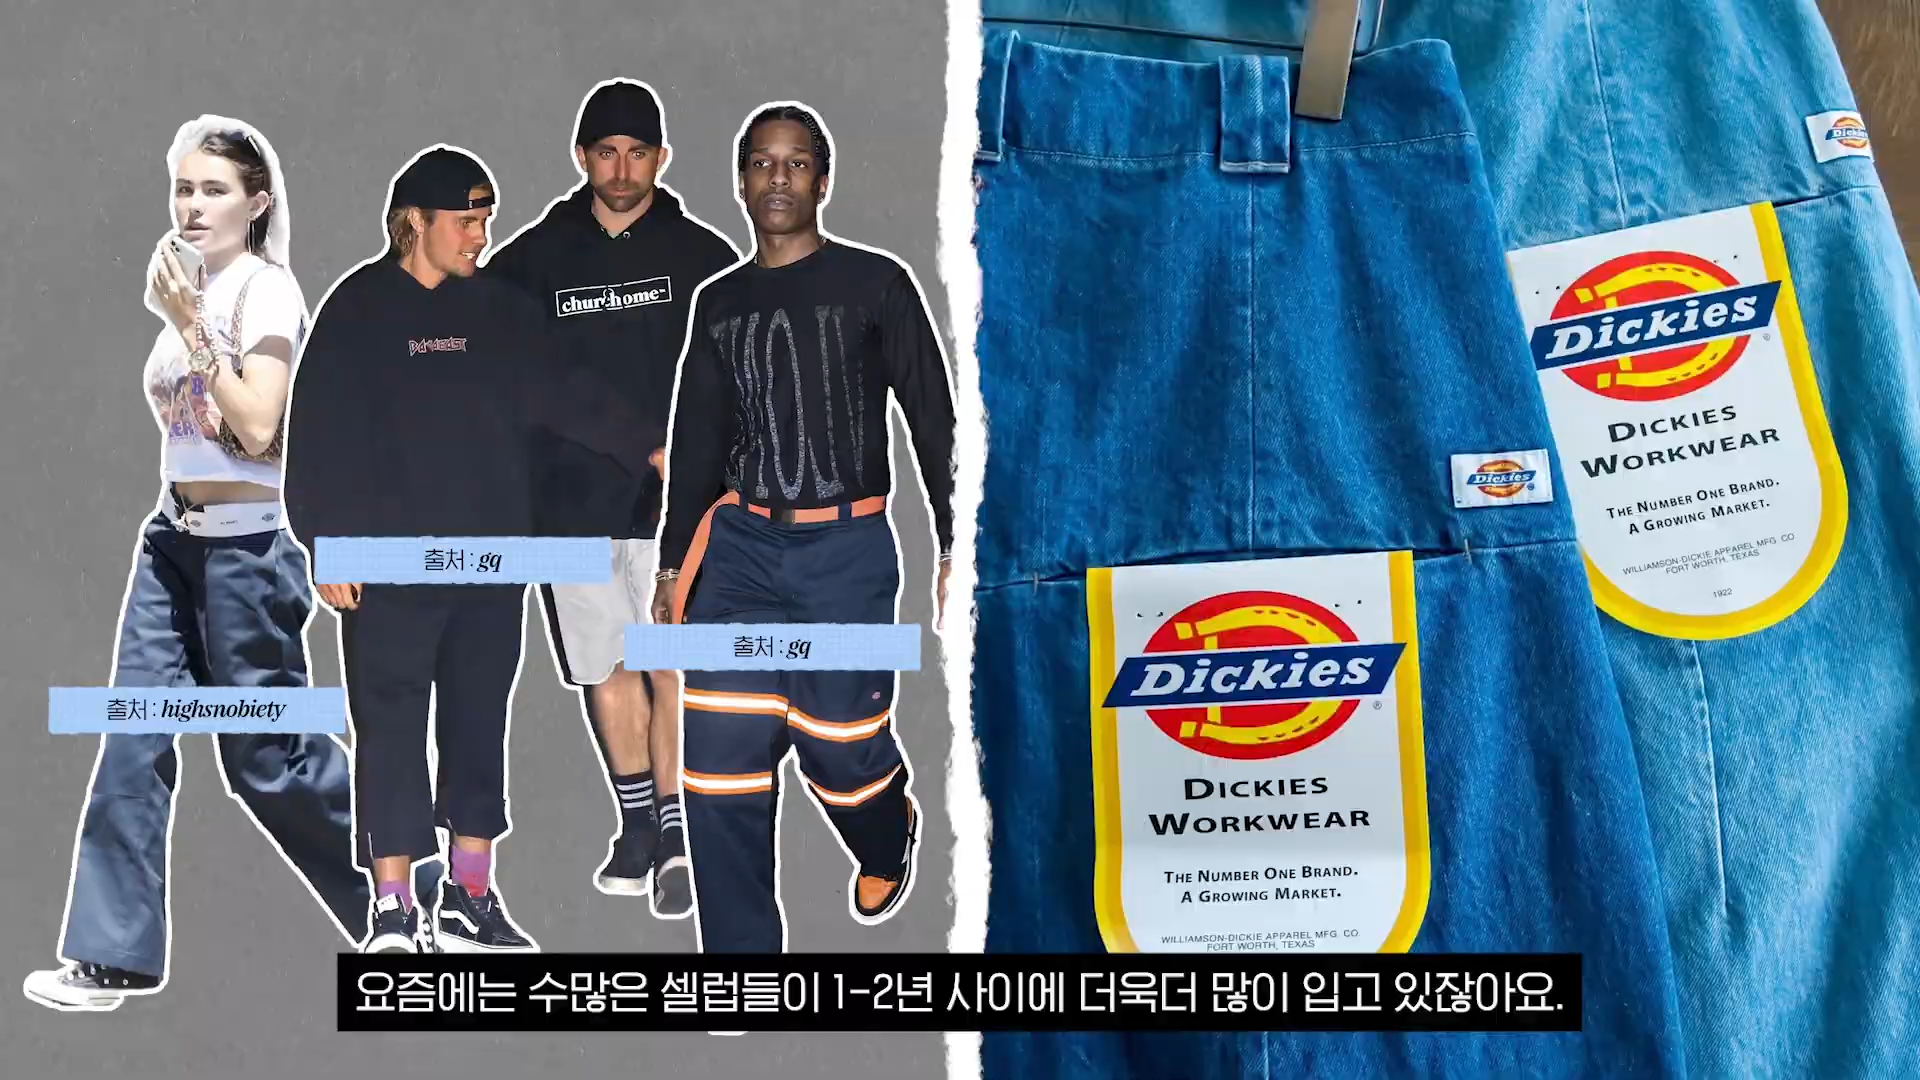 churchome
출처 : gq
출처 : gq
출처 : highsnobiety
Dickies
Dickies
DICKIES
WORKWEAR
THE NUMBER ONE BRAND.
A GROWING MARKET.
WILLIAMSON-DICKIE APPAREL MFG. CO
FORT WORTH, TEXAS
1922
Dickies
Dickies
DICKIES
WORKWEAR
THE NUMBER ONE BRAND.
A GROWING MARKET.
WILLIAMSON-DICKIE APPAREL MFG. CO.
FORT WORTH, TEXAS
요즘에는 수많은 셀럽들이 1-2년 사이에 더욱더 많이 입고 있잖아요.